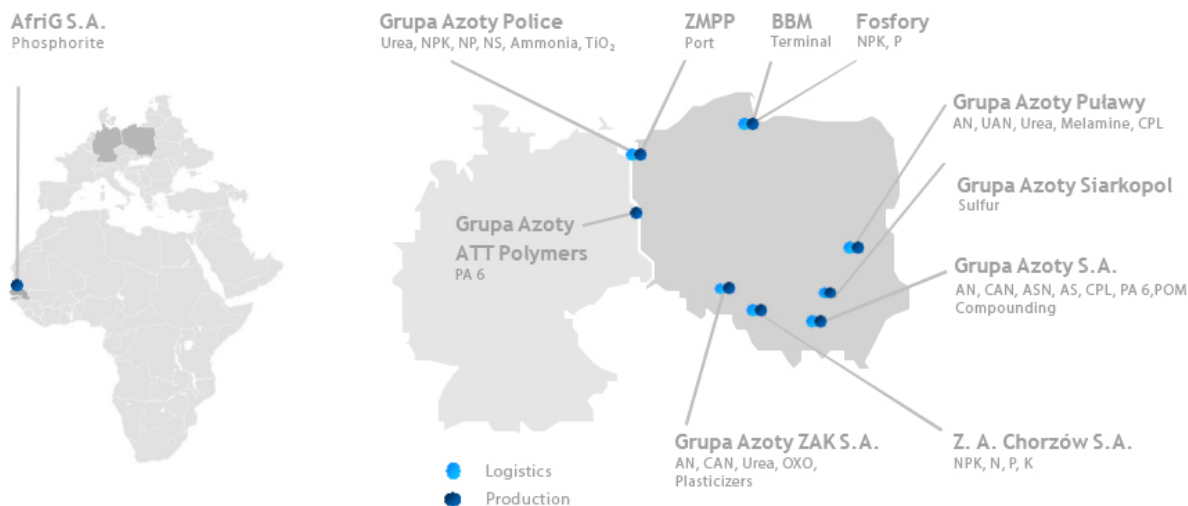 AfriG S.A.
Phosphorite
Grupa Azoty Police
Urea, NPK, NP, NS, Ammonia, TiO₂
ZMPP
Port
BBM
Terminal
Fosfory
NPK, P
Grupa Azoty Puławy
AN, UAN, Urea, Melamine, CPL
Grupa Azoty Siarkopol
Sulfur
Grupa Azoty
ATT Polymers
PA 6
Grupa Azoty S.A.
AN, CAN, ASN, AS, CPL, PA 6,POM
Compounding
Grupa Azoty ZAK S.A.
AN, CAN, Urea, OXO,
Plasticizers
Z. A. Chorzów S.A.
NPK, N, P, K
Logistics
Production